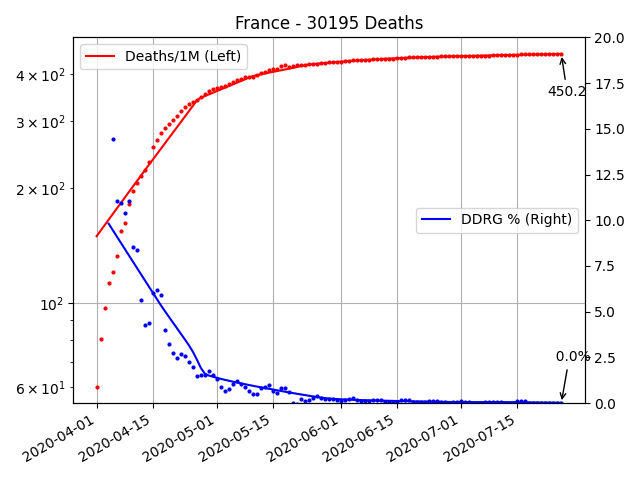 France - 30195 Deaths
Deaths/1M (Left)
DDRG % (Right)
450.2
0.0%
4 × 10²
3 × 10²
2 × 10²
10²
6 × 10¹
20.0
17.5
15.0
12.5
10.0
7.5
5.0
2.5
0.0
2020-04-01
2020-04-15
2020-05-01
2020-05-15
2020-06-01
2020-06-15
2020-07-01
2020-07-15